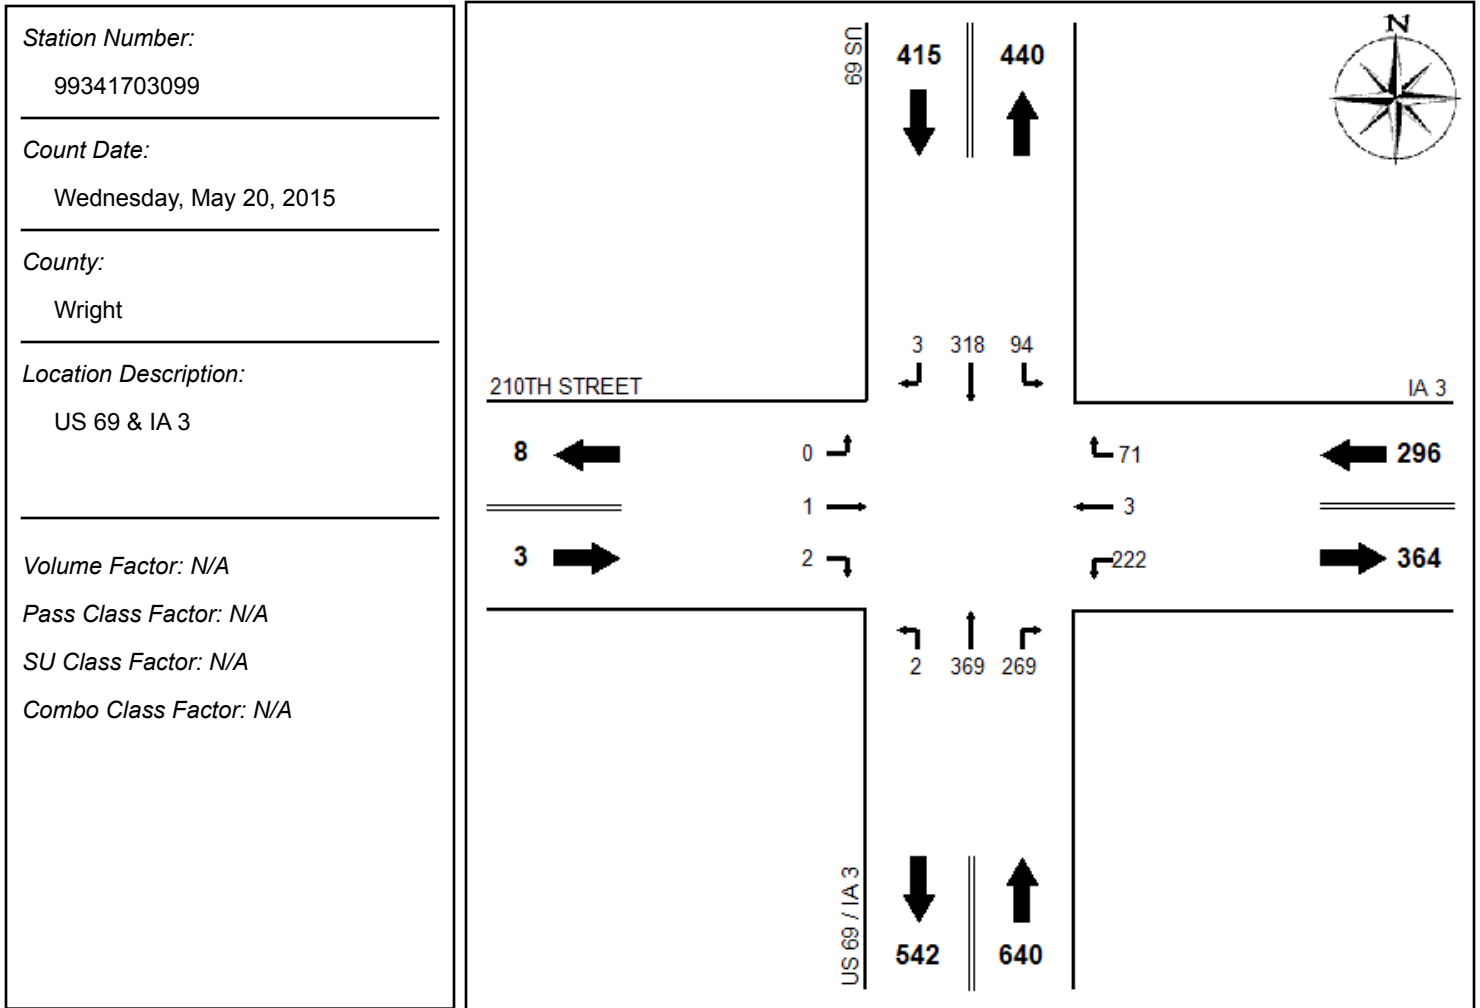 Station Number:
99341703099
Count Date:
Wednesday, May 20, 2015
County:
Wright
Location Description:
US 69 & IA 3
Volume Factor: N/A
Pass Class Factor: N/A
SU Class Factor: N/A
Combo Class Factor: N/A
N
US 69
415 440
3 318 94
210TH STREET
IA 3
8 0 71 296
1 3
3 2 222 364
2 369 269
US 69 / IA 3
542 640